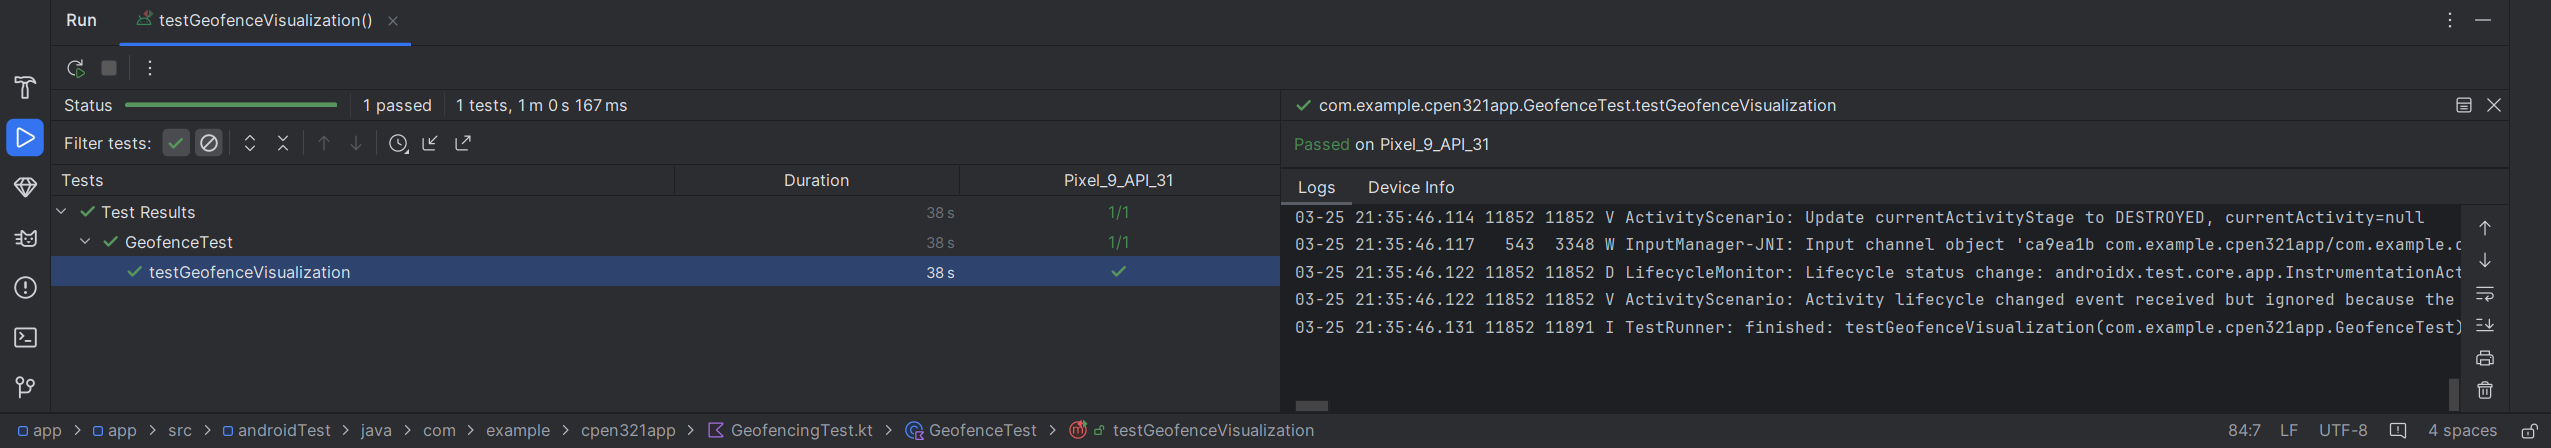 Run testGeofenceVisualization()
Status 1 passed 1 tests, 1 m 0 s 167 ms
Filter tests:
Tests Duration Pixel_9_API_31
Test Results 38 s 1/1
GeofenceTest 38 s 1/1
testGeofenceVisualization 38 s
com.example.cpen321app.GeofenceTest.testGeofenceVisualization
Passed on Pixel_9_API_31
Logs Device Info
03-25 21:35:46.114 11852 11852 V ActivityScenario: Update currentActivityStage to DESTROYED, currentActivity=null
03-25 21:35:46.117 543 3348 W InputManager-JNI: Input channel object 'ca9ea1b com.example.cpen321app/com.example.c
03-25 21:35:46.122 11852 11852 D LifecycleMonitor: Lifecycle status change: androidx.test.core.app.InstrumentationAct
03-25 21:35:46.122 11852 11852 V ActivityScenario: Activity lifecycle changed event received but ignored because the
03-25 21:35:46.131 11852 11891 I TestRunner: finished: testGeofenceVisualization(com.example.cpen321app.GeofenceTest)
app > app > src > androidTest > java > com > example > cpen321app > GeofencingTest.kt > GeofenceTest > testGeofenceVisualization 84:7 LF UTF-8 4 spaces